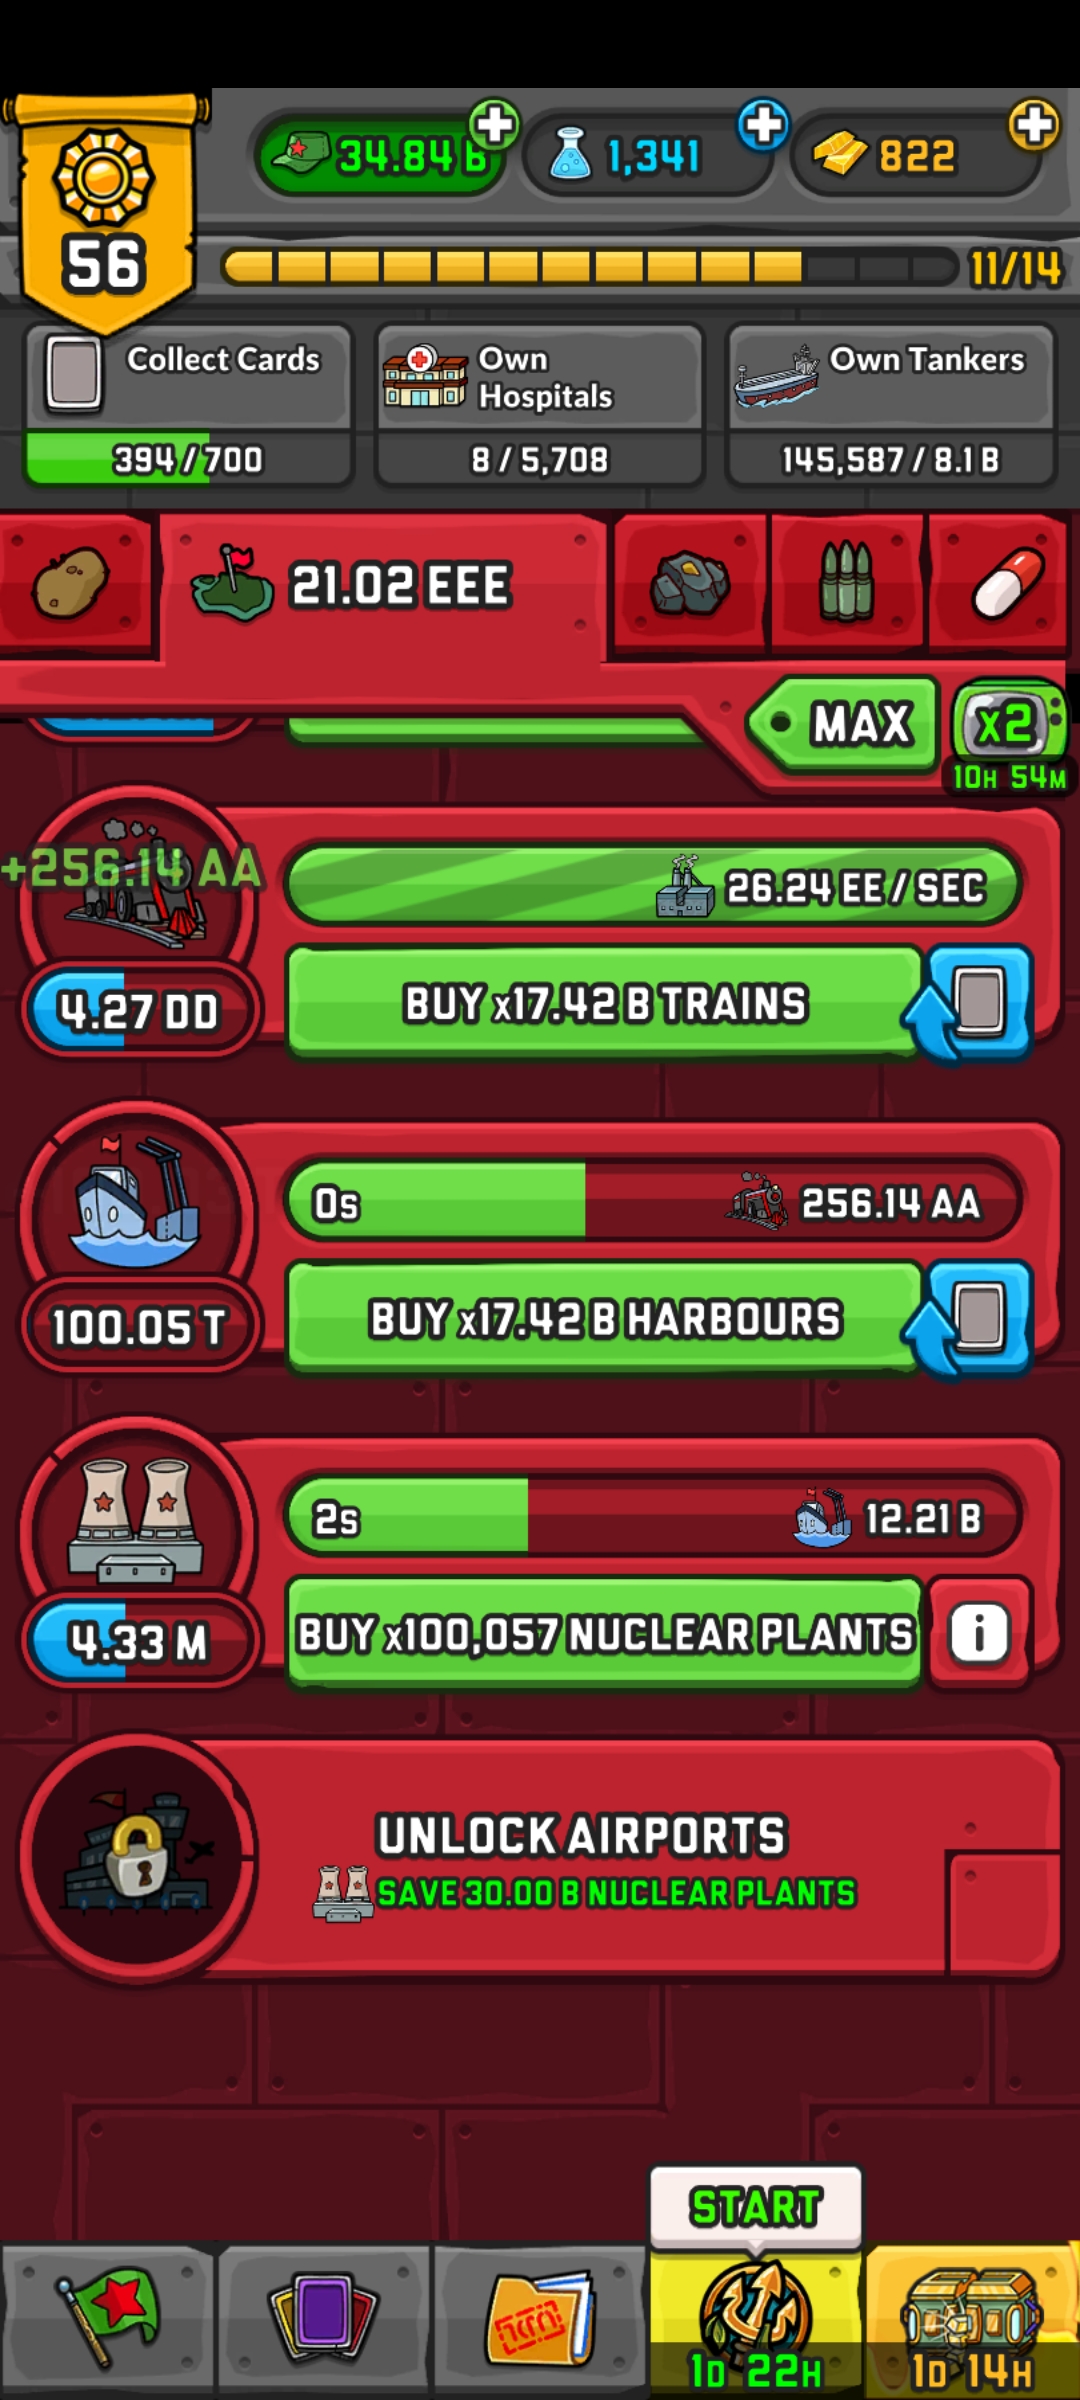 34.84 B
1,341
822
56
11/14
Collect Cards
394/700
Own
Hospitals
8/5,708
Own Tankers
145,587/8.1 B
21.02 EEE
MAX
x2
10H 54M
+256.14 AA
26.24 EE/SEC
4.27 DD
BUY x17.42 B TRAINS
0s
256.14 AA
100.05 T
BUY x17.42 B HARBOURS
2s
12.21 B
4.33 M
BUY x100,057 NUCLEAR PLANTS
i
UNLOCK AIRPORTS
SAVE 30.00 B NUCLEAR PLANTS
START
1D 22H
1D 14H